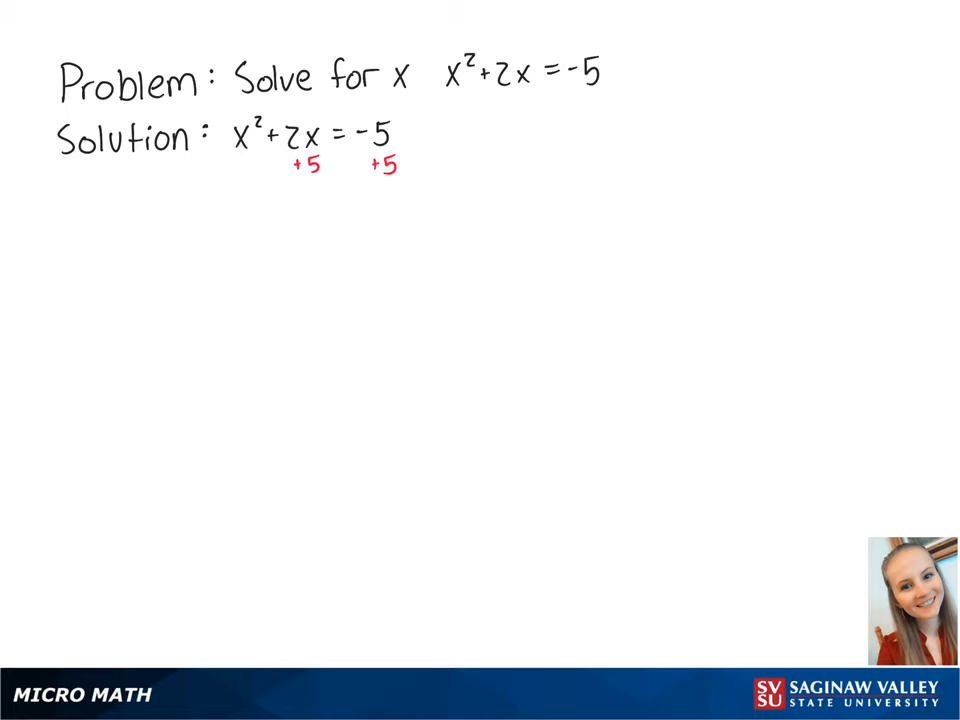 Problem: Solve for x x²+2x=-5
Solution: x²+2x=-5
+5 +5
MICRO MATH
SV SU SAGINAW VALLEY
STATE UNIVERSITY